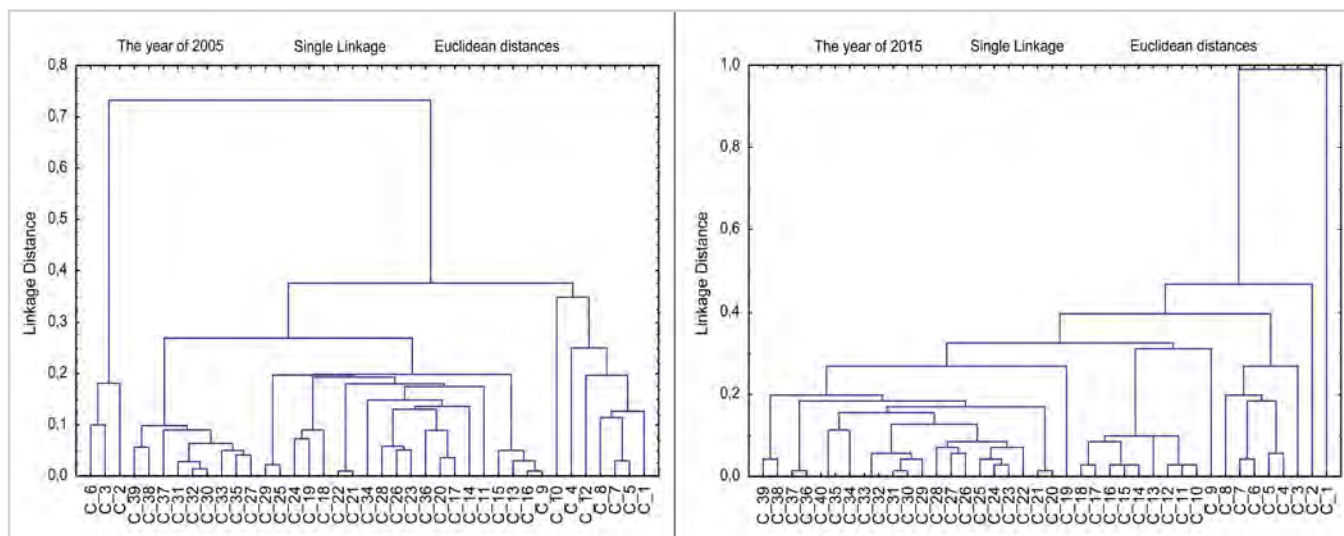 The year of 2005 Single Linkage Euclidean distances
0,8
0,7
0,6
0,5
0,4
0,3
0,2
0,1
0,0
Linkage Distance
C_6
C_3
C_2
C_39
C_38
C_37
C_31
C_32
C_30
C_33
C_35
C_27
C_29
C_25
C_24
C_19
C_18
C_22
C_21
C_34
C_28
C_26
C_23
C_36
C_20
C_17
C_14
C_11
C_15
C_13
C_16
C_9
C_10
C_4
C_12
C_8
C_7
C_5
C_1
The year of 2015 Single Linkage Euclidean distances
1,0
0,8
0,6
0,4
0,2
0,0
Linkage Distance
C_39
C_38
C_37
C_36
C_40
C_35
C_34
C_33
C_32
C_31
C_30
C_29
C_28
C_27
C_26
C_25
C_24
C_23
C_22
C_21
C_20
C_19
C_18
C_17
C_16
C_15
C_14
C_13
C_12
C_11
C_10
C_9
C_8
C_7
C_6
C_5
C_4
C_3
C_2
C_1